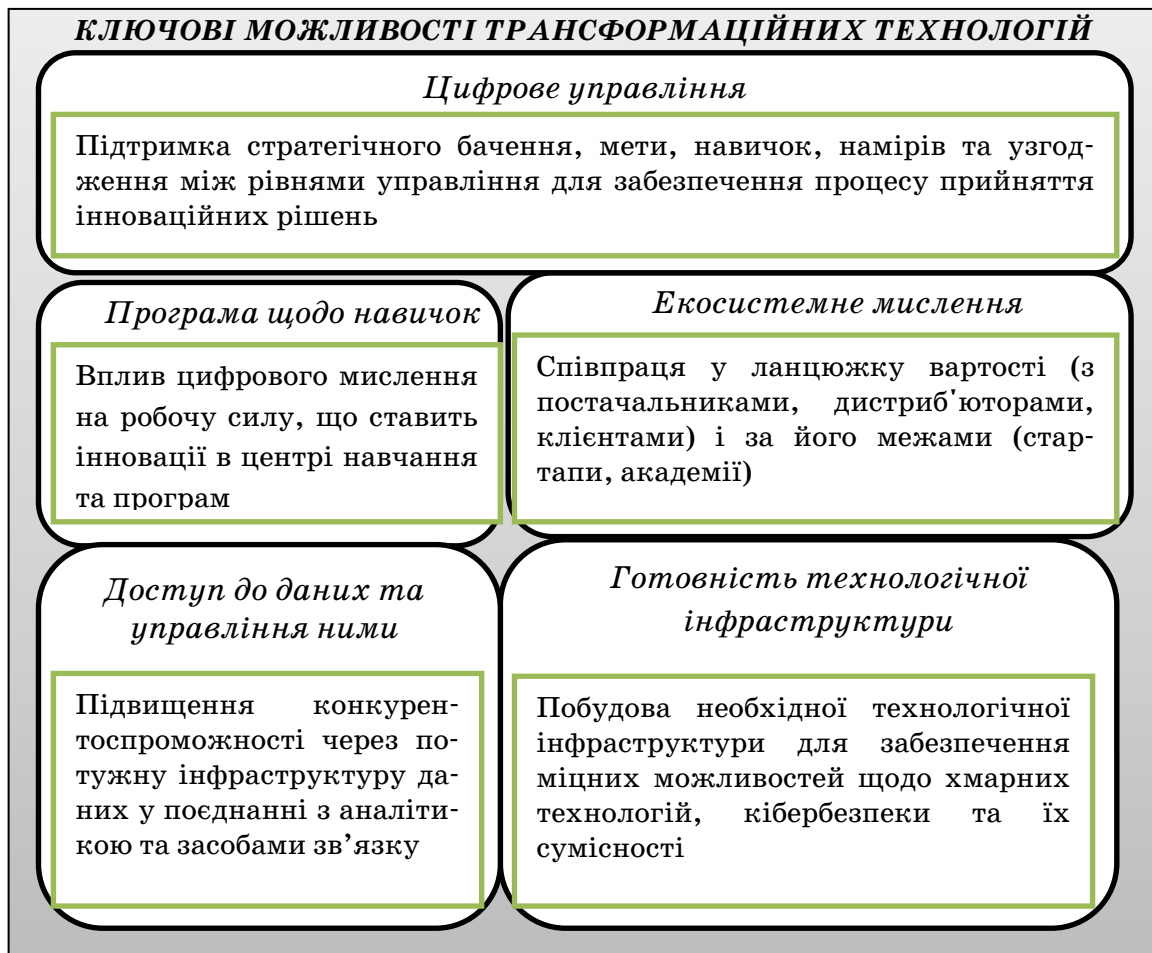 КЛЮЧОВІ МОЖЛИВОСТІ ТРАНСФОРМАЦІЙНИХ ТЕХНОЛОГІЙ
Цифрове управління
Підтримка стратегічного бачення, мети, навичок, намірів та узгод-
ження між рівнями управління для забезпечення процесу прийняття
інноваційних рішень
Програма щодо навичок
Вплив цифрового мислення
на робочу силу, що ставить
інновації в центрі навчання
та програм
Екосистемне мислення
Співпраця у ланцюжку вартості (з
постачальниками, дистриб'юторами,
клієнтами) і за його межами (стар-
тапи, академії)
Доступ до даних та
управління ними
Підвищення конкурен-
тоспроможності через по-
тужну інфраструктуру да-
них у поєднанні з аналіти-
кою та засобами зв’язку
Готовність технологічної
інфраструктури
Побудова необхідної технологічної
інфраструктури для забезпечення
міцних можливостей щодо хмарних
технологій, кібербезпеки та їх
сумісності